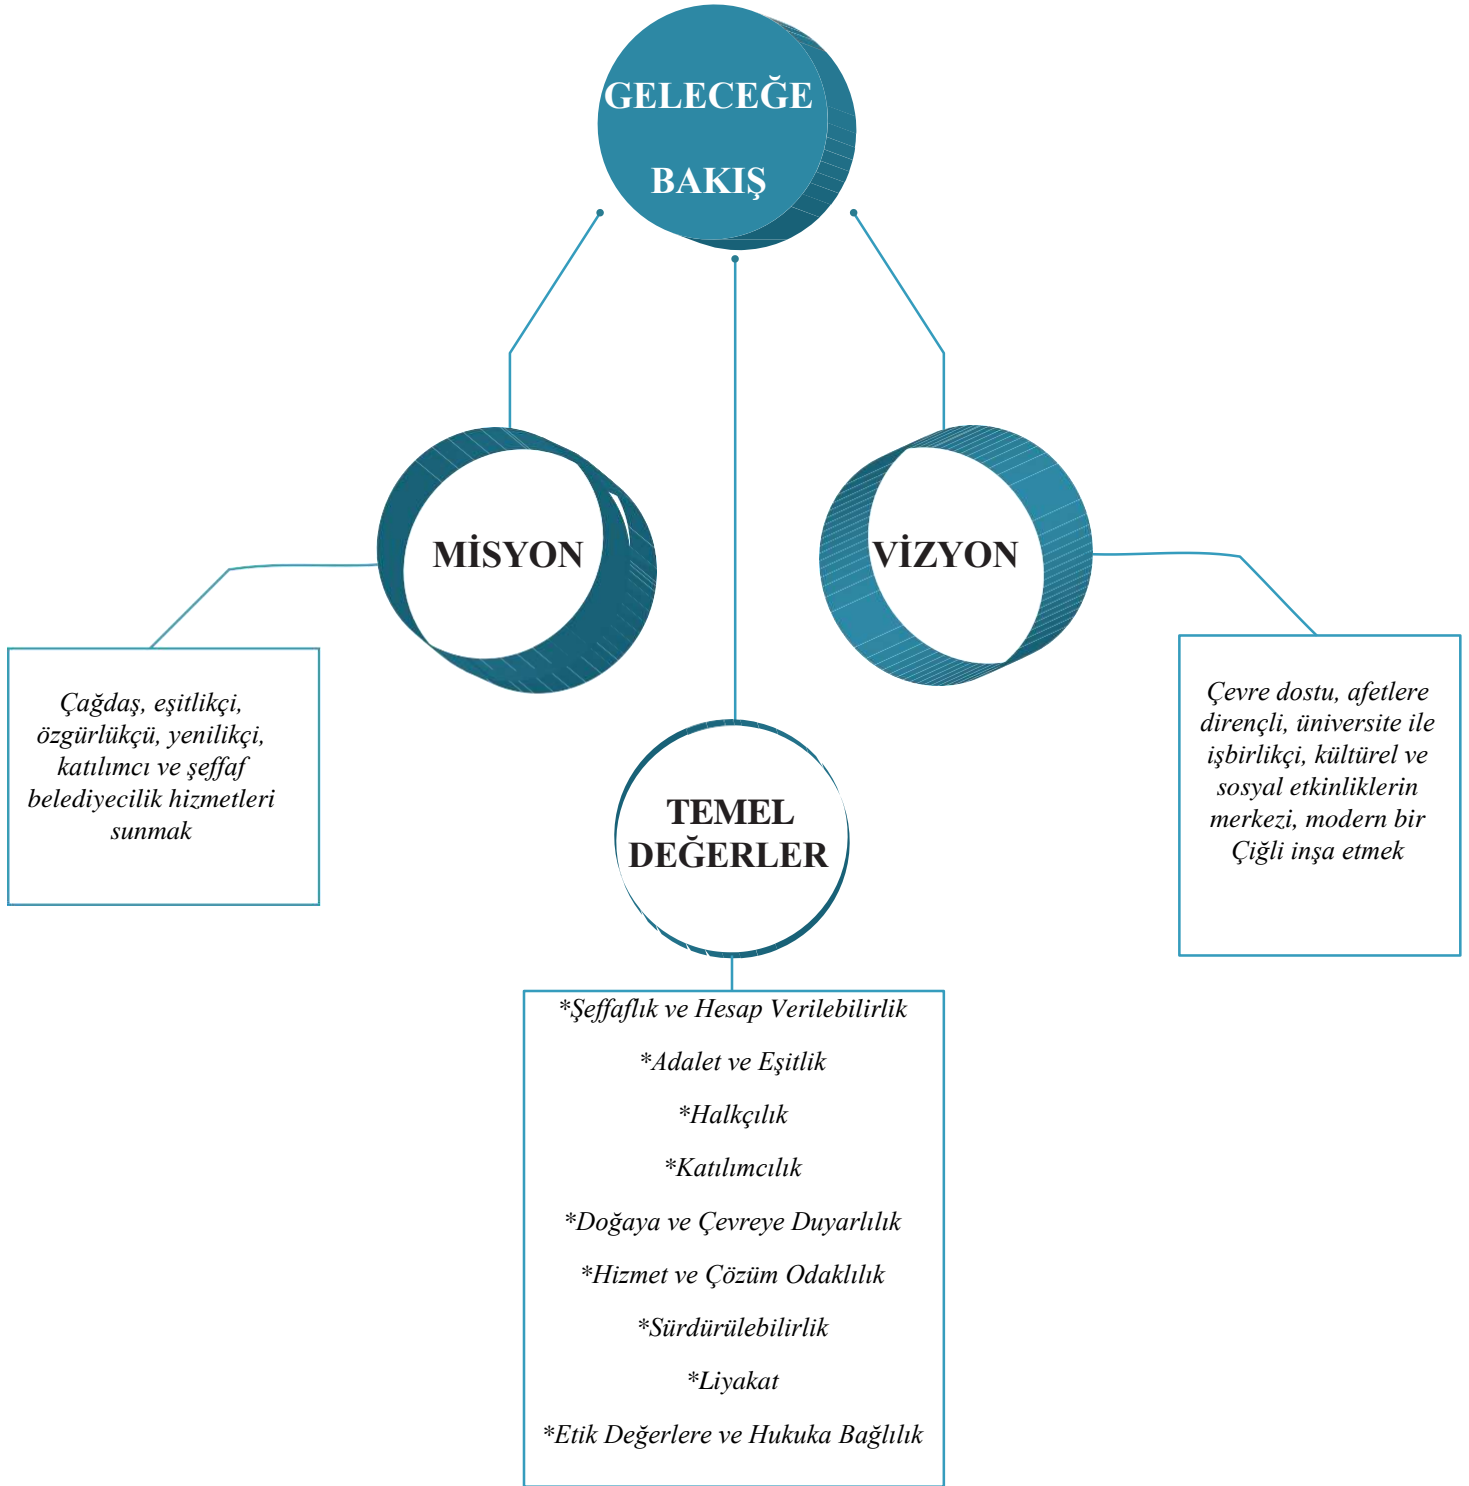 GELECEĞE
BAKIŞ
MİSYON
VİZYON
Çağdaş, eşitlikçi,
özgürlükçü, yenilikçi,
katılımcı ve şeffaf
belediyecilik hizmetleri
sunmak
Çevre dostu, afetlere
dirençli, üniversite ile
işbirlikçi, kültürel ve
sosyal etkinliklerin
merkezi, modern bir
Çiğli inşa etmek
TEMEL
DEĞERLER
*Şeffaflık ve Hesap Verilebilirlik
*Adalet ve Eşitlik
*Halkçılık
*Katılımcılık
*Doğaya ve Çevreye Duyarlılık
*Hizmet ve Çözüm Odaklılık
*Sürdürülebilirlik
*Liyakat
*Etik Değerlere ve Hukuka Bağlılık